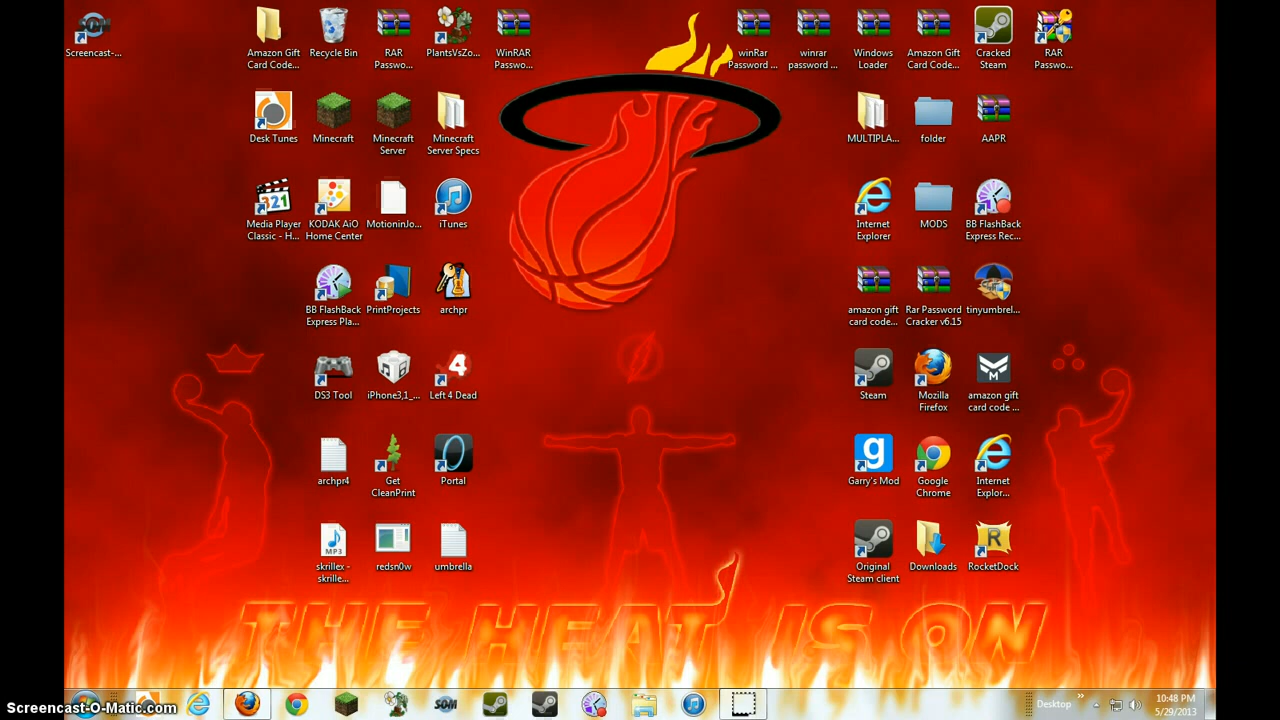 Screencast-...
Amazon Gift
Card Code...
Recycle Bin
RAR
Passwo...
PlantsVsZo...
WinRAR
Passwo...
winRar
Password ...
winrar
password ...
Windows
Loader
Amazon Gift
Card Code...
Cracked
Steam
RAR
Passwo...
Desk Tunes
Minecraft
Minecraft
Server
Minecraft
Server Specs
MULTIPLA...
folder
AAPR
321
Media Player
Classic - H...
KODAK AiO
Home Center
MotioninJo...
iTunes
Internet
Explorer
MODS
BB FlashBack
Express Rec...
BB FlashBack
Express Pla...
PrintProjects
archpr
amazon gift
card code...
Rar Password
Cracker v6.15
tinyumbrel...
4
DS3 Tool
iPhone3,1_...
Left 4 Dead
Steam
Mozilla
Firefox
M
amazon gift
card code ...
archpr4
Get
CleanPrint
Portal
g
Garry's Mod
Google
Chrome
Internet
Explor...
MP3
skrillex -
skrille...
redsn0w
umbrella
Original
Steam client
Downloads
R
RocketDock
THE HEAT IS ON
SOM
Desktop
»
10:48 PM
5/29/2013
Screencast-O-Matic.com